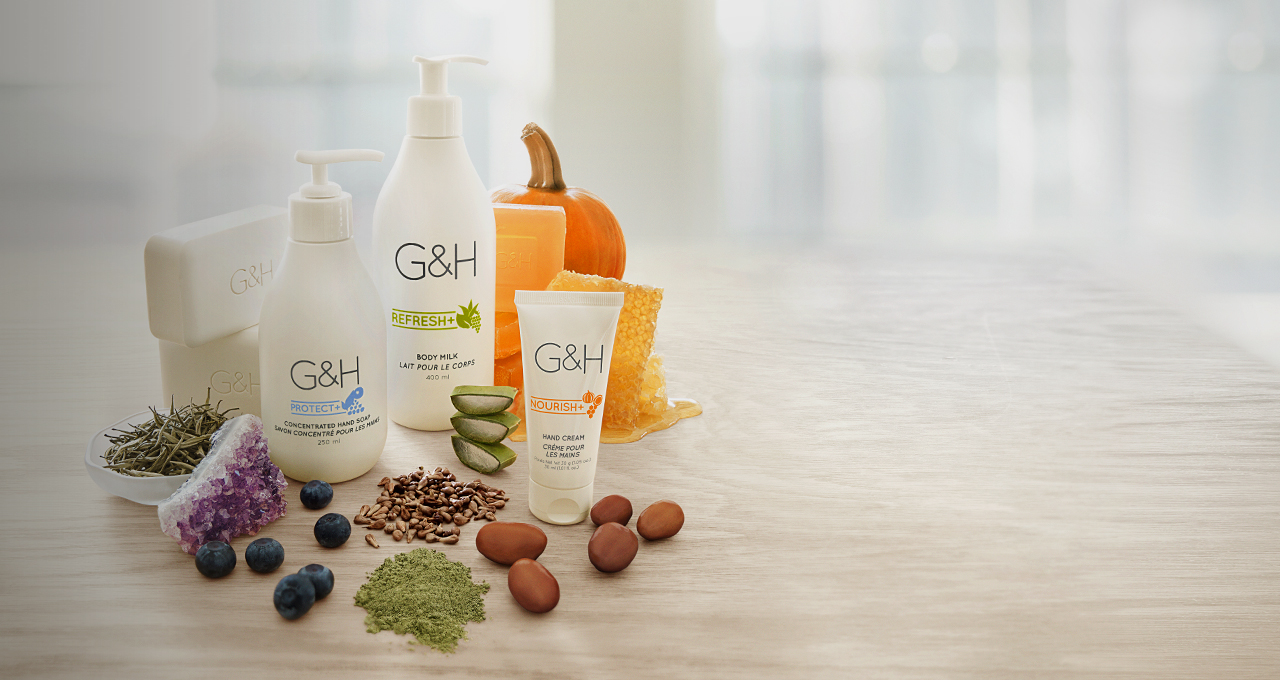 G&H
G&H
G&H
PROTECT+
CONCENTRATED HAND SOAP
SAVON CONCENTRÉ POUR LES MAINS
250 ml
G&H
REFRESH+
BODY MILK
LAIT POUR LE CORPS
400 ml
G&H
G&H
NOURISH+
HAND CREAM
CRÈME POUR
LES MAINS